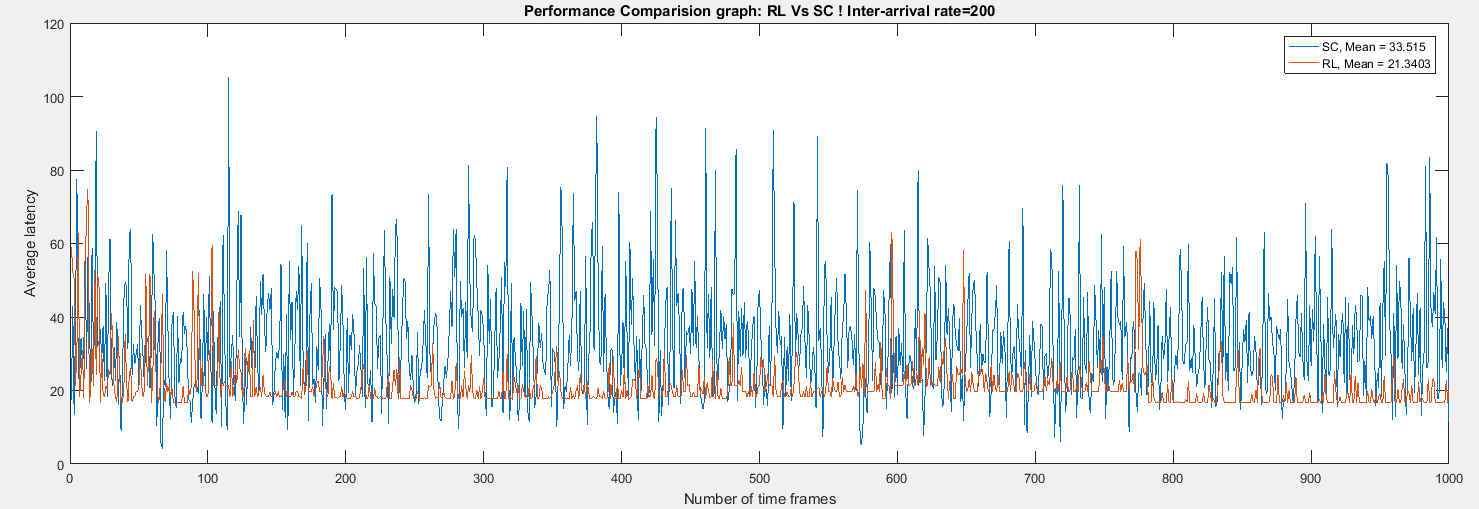 Performance Comparision graph: RL Vs SC ! Inter-arrival rate=200
SC, Mean = 33.515
RL, Mean = 21.3403
Average latency
120
100
80
60
40
20
0
0 100 200 300 400 500 600 700 800 900 1000
Number of time frames